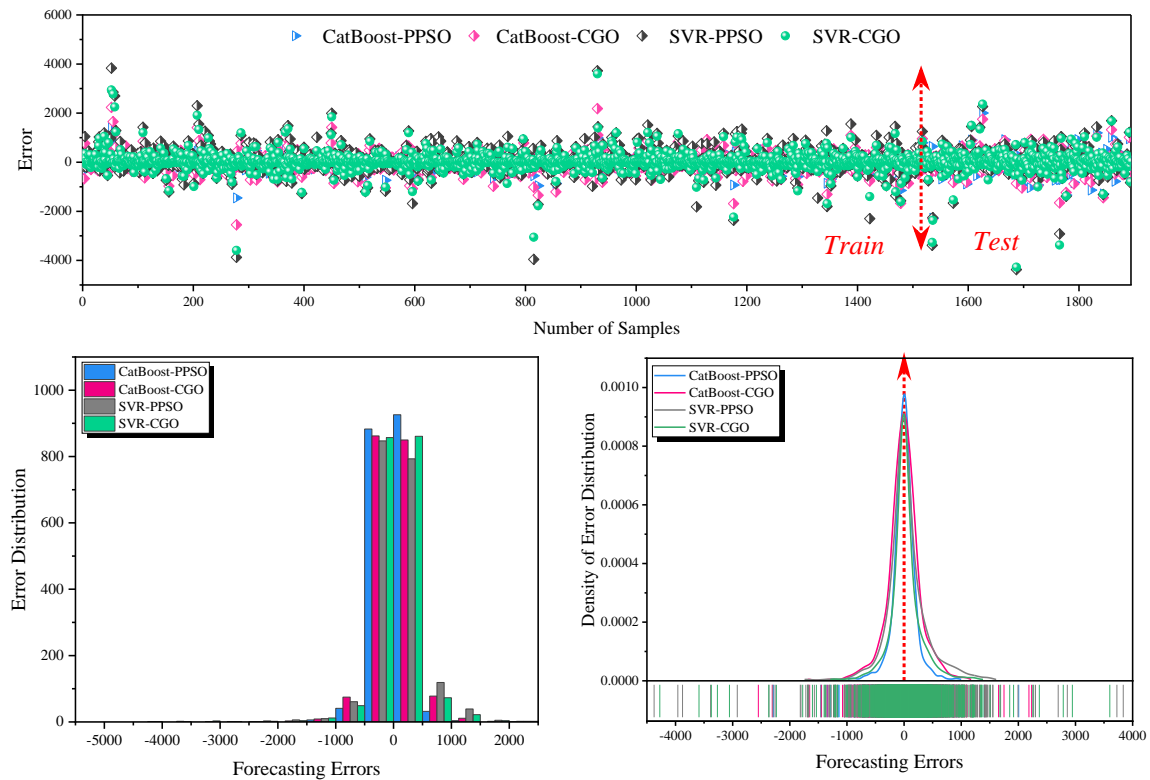 CatBoost-PPSO CatBoost-CGO SVR-PPSO SVR-CGO
6000
4000
2000
0
-2000
-4000
Error
Train
Test
0 200 400 600 800 1000 1200 1400 1600 1800
Number of Samples
CatBoost-PPSO
CatBoost-CGO
SVR-PPSO
SVR-CGO
1000
800
600
400
200
0
Error Distribution
-5000 -4000 -3000 -2000 -1000 0 1000 2000
Forecasting Errors
CatBoost-PPSO
CatBoost-CGO
SVR-PPSO
SVR-CGO
0.0010
0.0008
0.0006
0.0004
0.0002
0.0000
Density of Error Distribution
-4000 -3000 -2000 -1000 0 1000 2000 3000 4000
Forecasting Errors